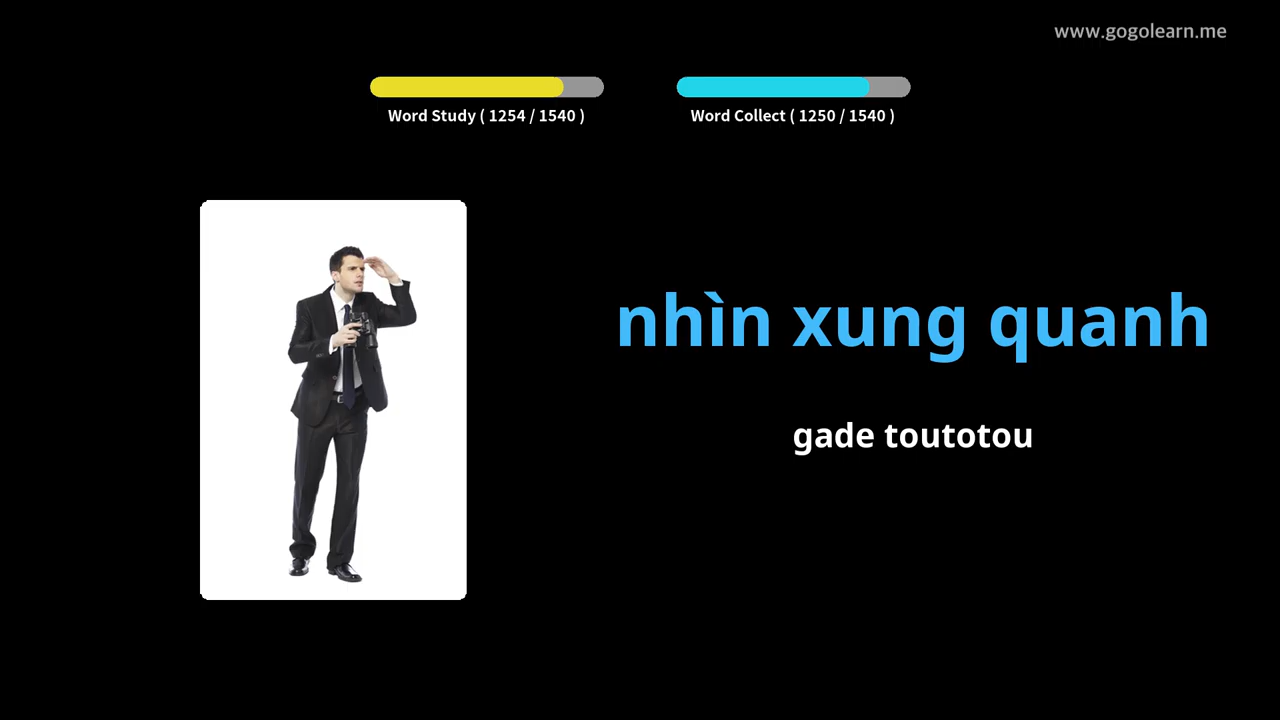 www.gogolearn.me
Word Study ( 1254 / 1540 )
Word Collect ( 1250 / 1540 )
nhìn xung quanh
gade toutotou